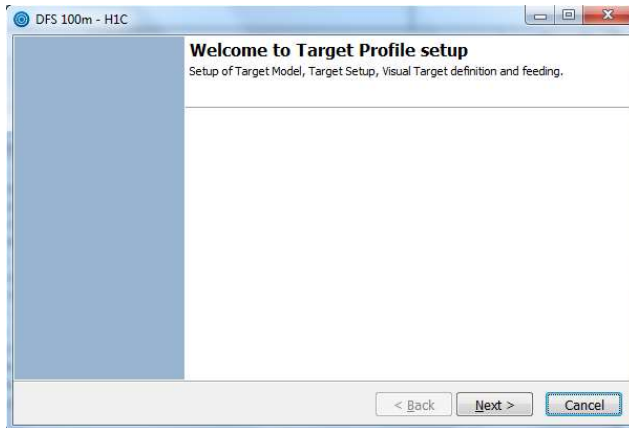 DFS 100m - H1C
Welcome to Target Profile setup
Setup of Target Model, Target Setup, Visual Target definition and feeding.
< Back
Next >
Cancel